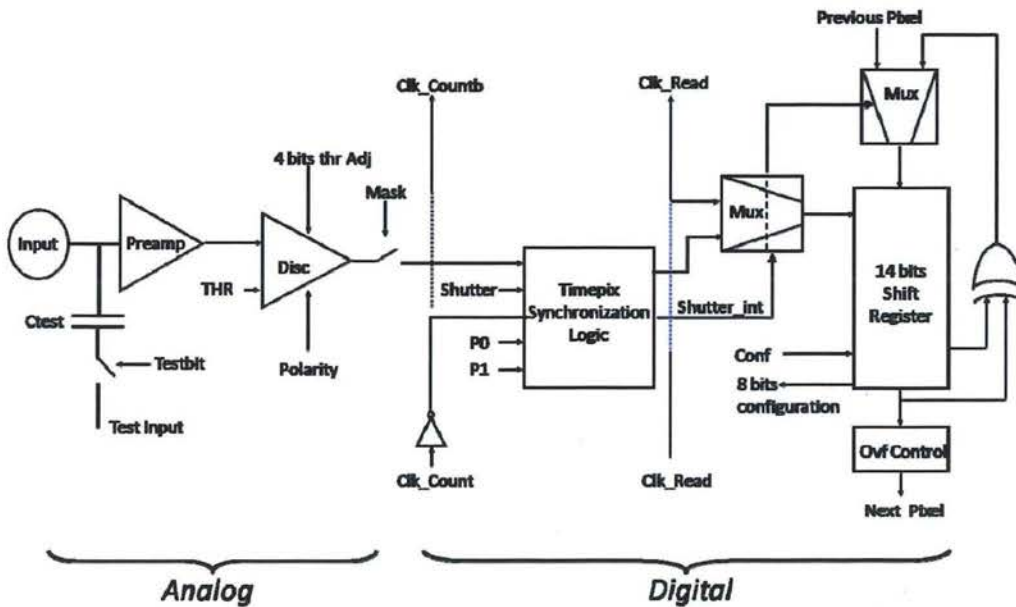 Previous Pixel
Mux
Clk_Countb
Clk_Read
4 bits thr Adj
Mask
Mux
Input
Preamp
Disc
THR
Shutter
Timepix
Synchronization
Logic
Shutter_int
14 bits
Shift
Register
Ctest
P0
P1
Polarity
Testbit
Conf
8 bits
configuration
Test Input
Clk_Count
Clk_Read
Ovf Control
Next Pixel
Analog
Digital